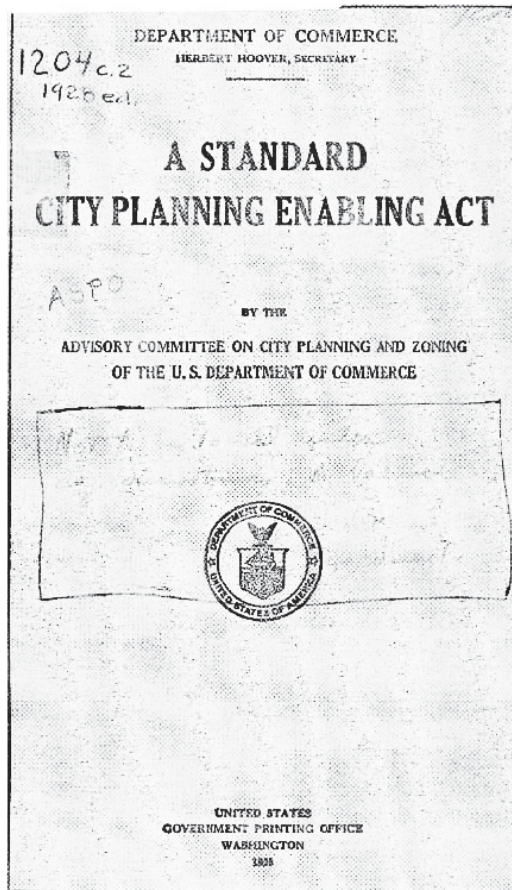 DEPARTMENT OF COMMERCE
HERBERT HOOVER, SECRETARY
1204 c.2
1928 ed.
A STANDARD
CITY PLANNING ENABLING ACT
ASPO
BY THE
ADVISORY COMMITTEE ON CITY PLANNING AND ZONING
OF THE U. S. DEPARTMENT OF COMMERCE
DEPARTMENT OF COMMERCE
UNITED STATES OF AMERICA
UNITED STATES
GOVERNMENT PRINTING OFFICE
WASHINGTON